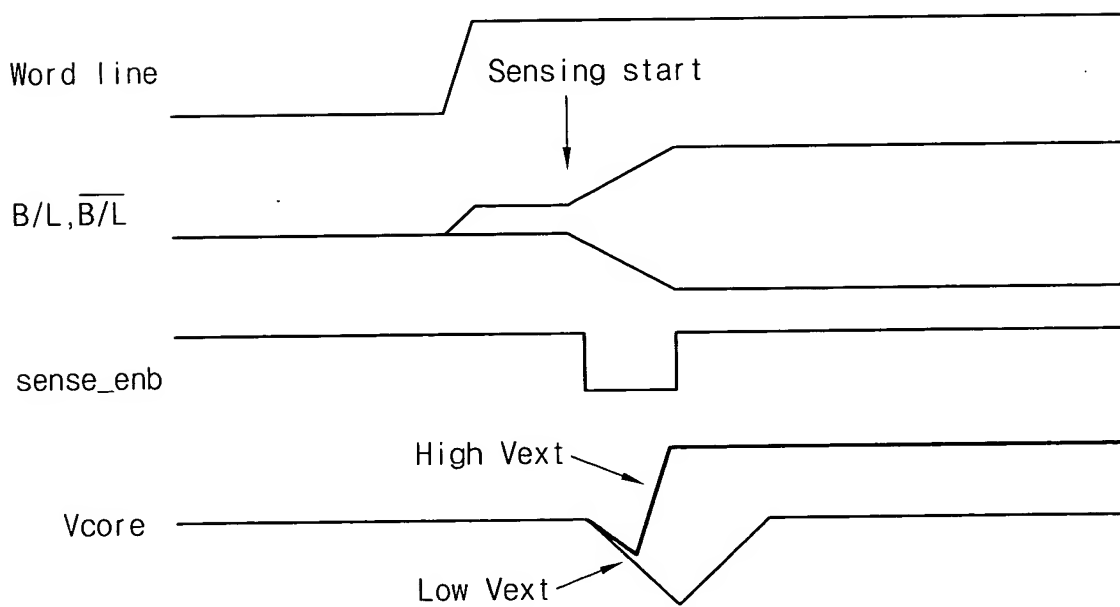 Word line
Sensing start
B/L, B̅/̅L̅
sense_enb
High Vext
Vcore
Low Vext